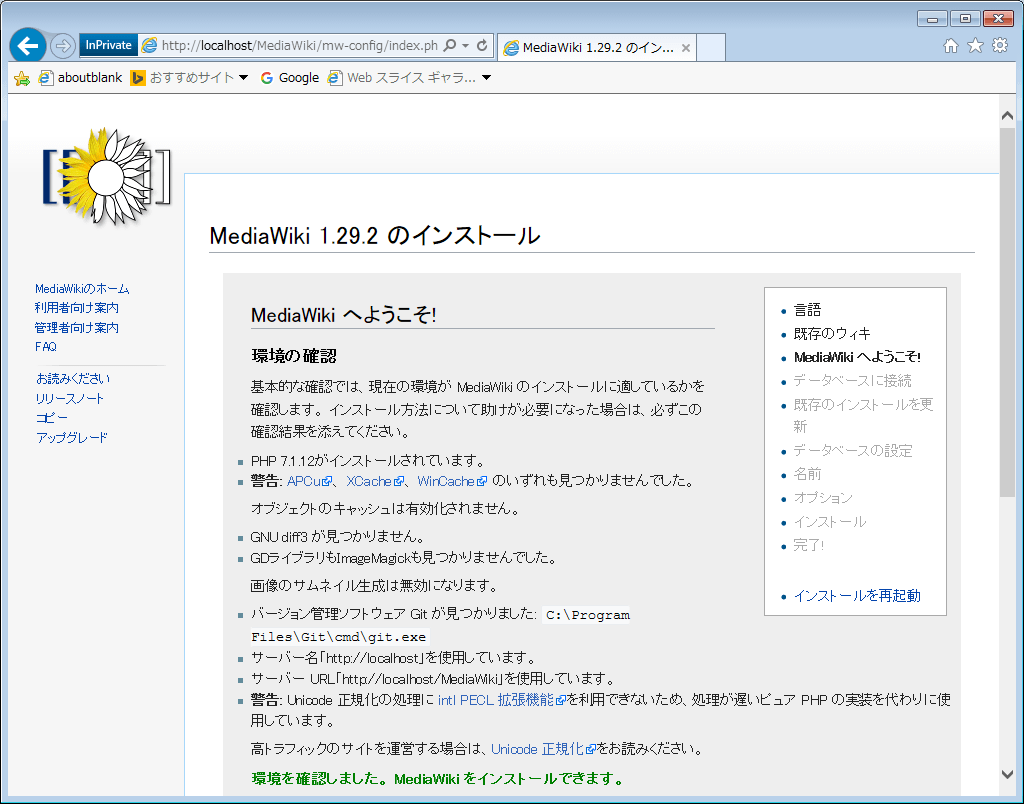 InPrivate
http://localhost/MediaWiki/mw-config/index.ph
MediaWiki 1.29.2 のイン...
aboutblank
おすすめサイト
Google
Web スライス ギャラ...
MediaWiki 1.29.2 のインストール
MediaWikiのホーム
利用者向け案内
管理者向け案内
FAQ
お読みください
リリースノート
コピー
アップグレード
MediaWiki へようこそ!
環境の確認
基本的な確認では、現在の環境が MediaWiki のインストールに適しているかを
確認します。インストール方法について助けが必要になった場合は、必ずこの
確認結果を添えてください。
PHP 7.1.12がインストールされています。
警告: APCu、 XCache、 WinCache のいずれも見つかりませんでした。
オブジェクトのキャッシュは有効化されません。
GNU diff3 が見つかりません。
GDライブラリもImageMagickも見つかりませんでした。
画像のサムネイル生成は無効になります。
バージョン管理ソフトウェア Git が見つかりました: C:\Program
Files\Git\cmd\git.exe
サーバー名「http://localhost」を使用しています。
サーバー URL「http://localhost/MediaWiki」を使用しています。
警告: Unicode 正規化の処理に intl PECL 拡張機能を利用できないため、処理が遅いピュア PHP の実装を代わりに使
用しています。
高トラフィックのサイトを運営する場合は、Unicode 正規化をお読みください。
環境を確認しました。MediaWiki をインストールできます。
言語
既存のウィキ
MediaWiki へようこそ!
データベースに接続
既存のインストールを更
新
データベースの設定
名前
オプション
インストール
完了!
インストールを再起動